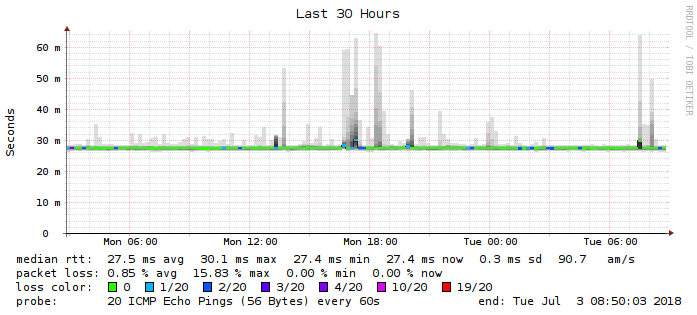 Last 30 Hours
RRDTOOL / TOBI OETIKER
Seconds
60 m
50 m
40 m
30 m
20 m
10 m
0
Mon 06:00 Mon 12:00 Mon 18:00 Tue 00:00 Tue 06:00
median rtt: 27.5 ms avg 30.1 ms max 27.4 ms min 27.4 ms now 0.3 ms sd 90.7 am/s
packet loss: 0.85 % avg 15.83 % max 0.00 % min 0.00 % now
loss color: 0 1/20 2/20 3/20 4/20 10/20 19/20
probe: 20 ICMP Echo Pings (56 Bytes) every 60s end: Tue Jul 3 08:50:03 2018